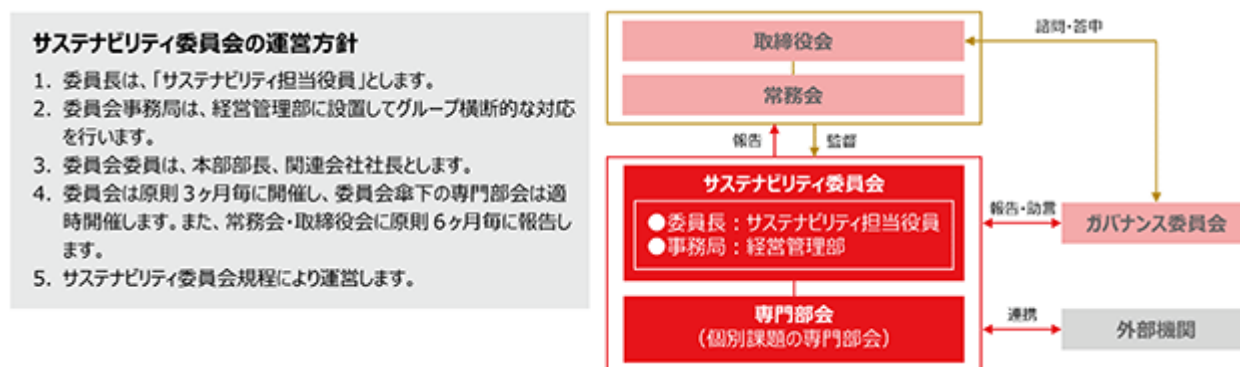 サステナビリティ委員会の運営方針
1. 委員長は、「サステナビリティ担当役員」とします。
2. 委員会事務局は、経営管理部に設置してグループ横断的な対応
を行います。
3. 委員会委員は、本部部長、関連会社社長とします。
4. 委員会は原則3ヶ月毎に開催し、委員会傘下の専門部会は適
時開催します。また、常務会・取締役会に原則6ヶ月毎に報告し
ます。
5. サステナビリティ委員会規程により運営します。
取締役会
諮問・答申
常務会
報告
監督
サステナビリティ委員会
●委員長：サステナビリティ担当役員
●事務局：経営管理部
報告・助言
ガバナンス委員会
専門部会
（個別課題の専門部会）
連携
外部機関